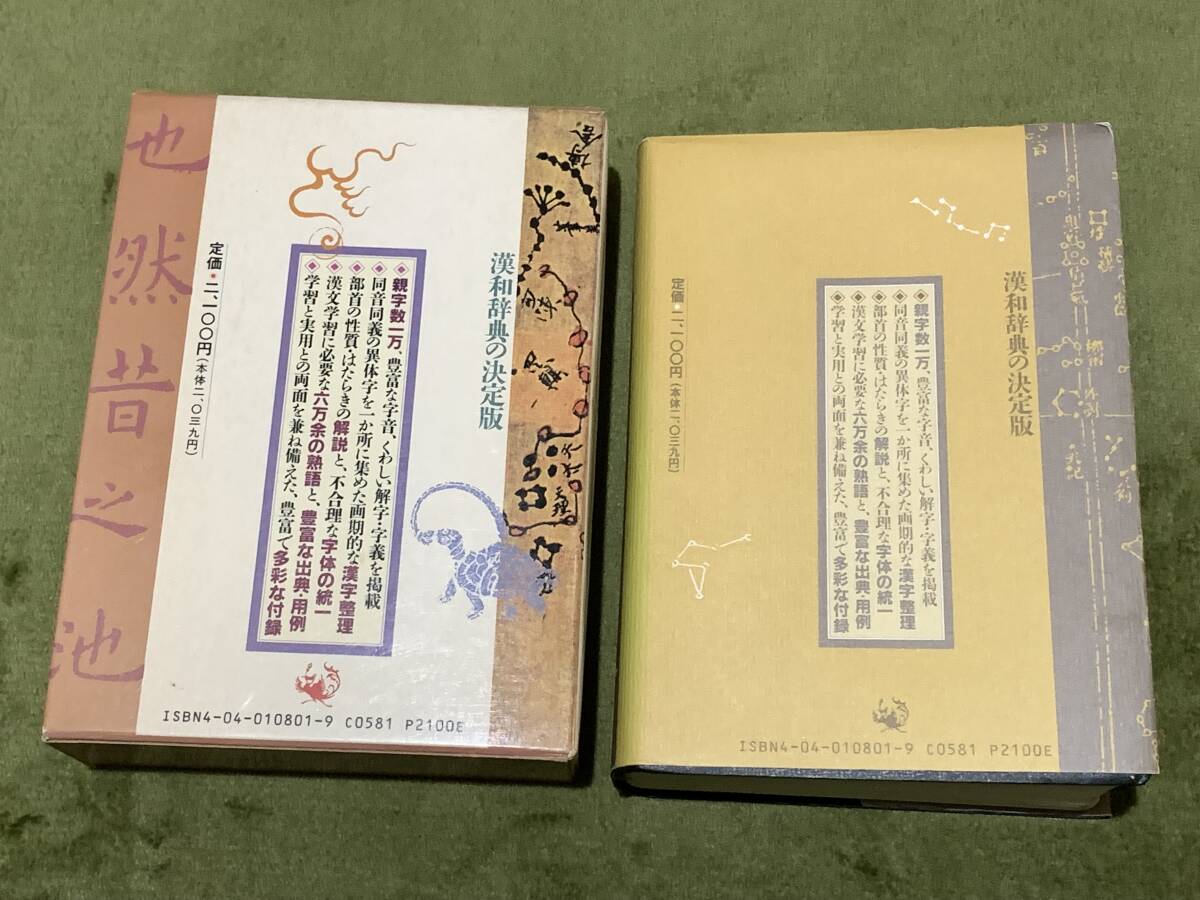 漢和辞典の決定版
◆親字数一万、豊富な字音、くわしい解字・字義を掲載
◆同音同義の異体字を一か所に集めた画期的な漢字整理
◆部首の性質・はたらきの解説と、不合理な字体の統一
◆漢文学習に必要な六万余の熟語と、豊富な出典・用例
◆学習と実用との両面を兼ね備えた、豊富で多彩な付録
定価・二、一〇〇円(本体二、〇三九円)
也然昔之池
ISBN4-04-010801-9 C0581 P2100E
漢和辞典の決定版
◆親字数一万、豊富な字音、くわしい解字・字義を掲載
◆同音同義の異体字を一か所に集めた画期的な漢字整理
◆部首の性質・はたらきの解説と、不合理な字体の統一
◆漢文学習に必要な六万余の熟語と、豊富な出典・用例
◆学習と実用との両面を兼ね備えた、豊富で多彩な付録
定価・二、一〇〇円(本体二、〇三九円)
ISBN4-04-010801-9 C0581 P2100E